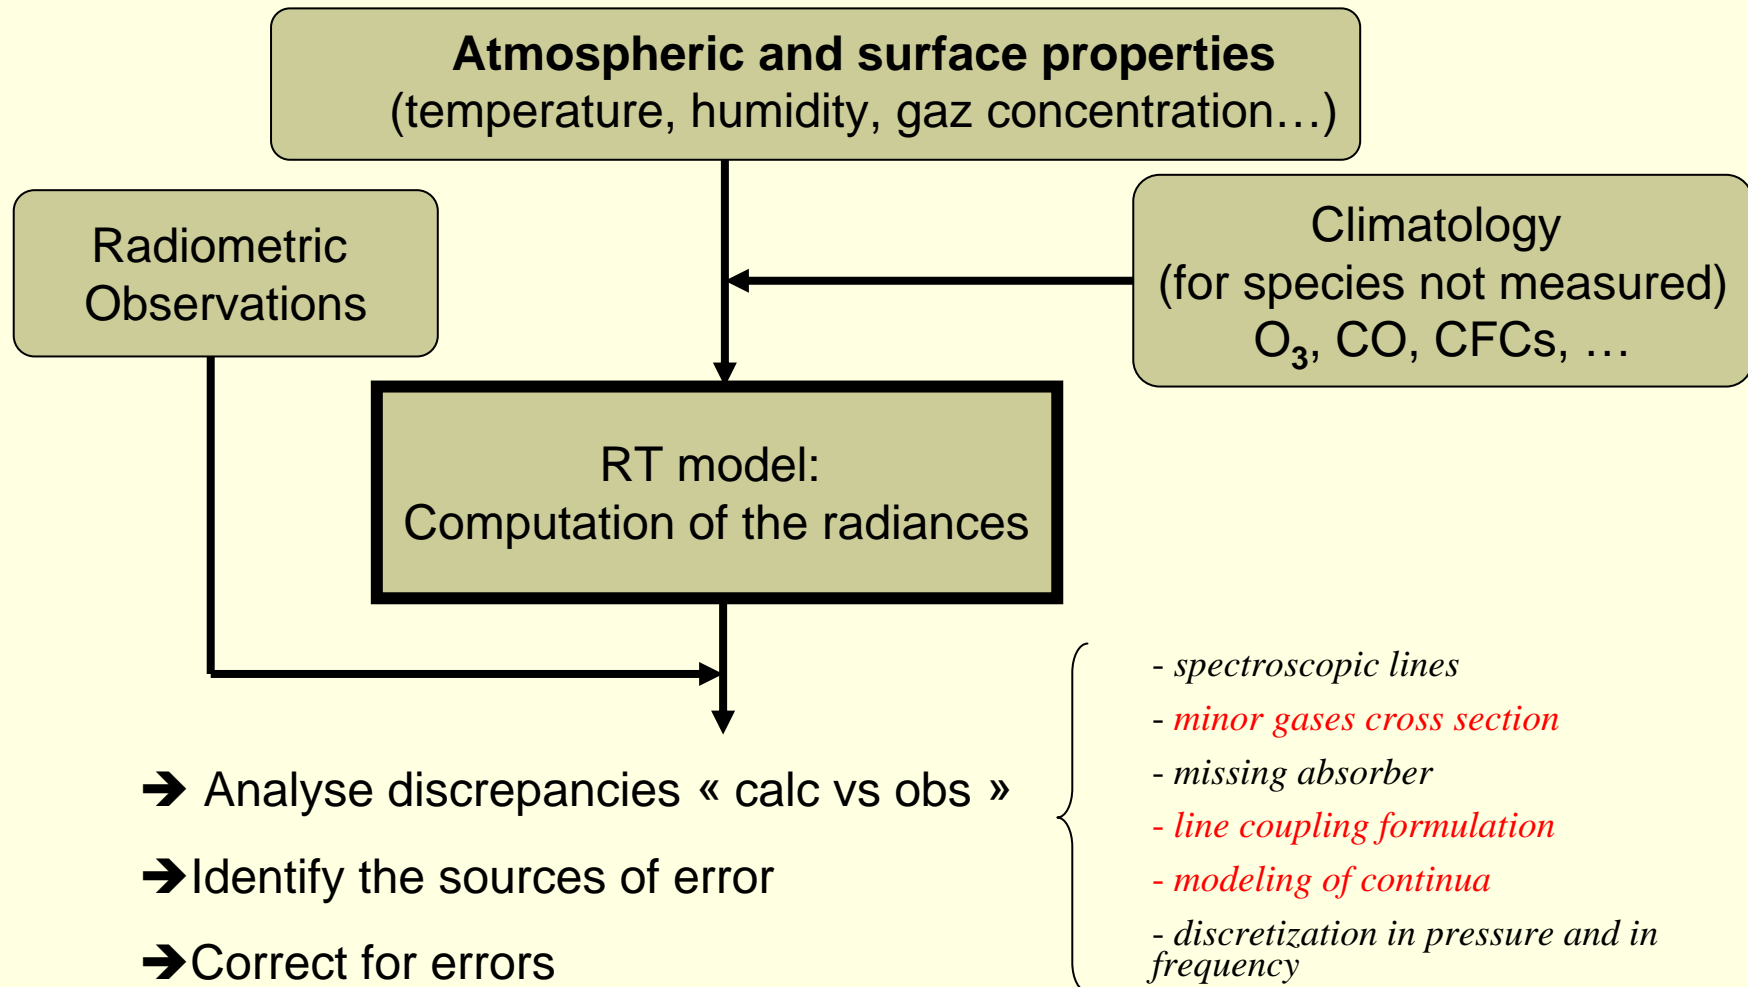 Atmospheric and surface properties
(temperature, humidity, gaz concentration…)
Radiometric
Observations
Climatology
(for species not measured)
O₃, CO, CFCs, …
RT model:
Computation of the radiances
➔ Analyse discrepancies « calc vs obs »
➔Identify the sources of error
➔Correct for errors
- spectroscopic lines
- minor gases cross section
- missing absorber
- line coupling formulation
- modeling of continua
- discretization in pressure and in
frequency